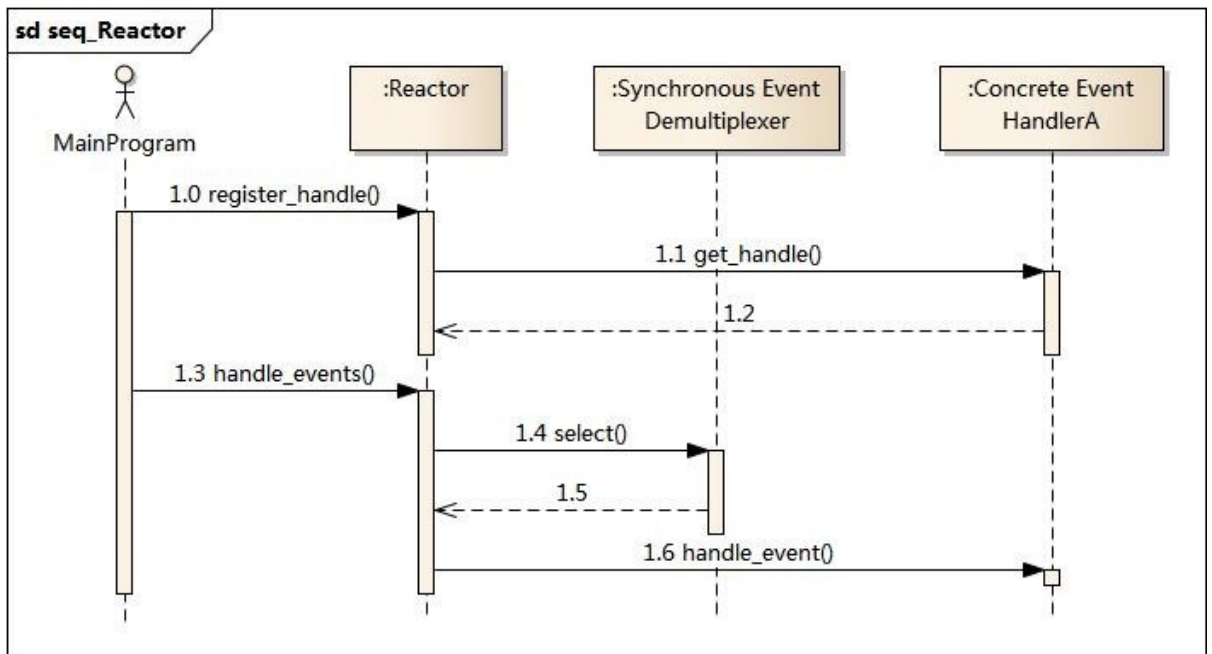 sd seq_Reactor
MainProgram
:Reactor
:Synchronous Event
Demultiplexer
:Concrete Event
HandlerA
1.0 register_handle()
1.1 get_handle()
1.2
1.3 handle_events()
1.4 select()
1.5
1.6 handle_event()